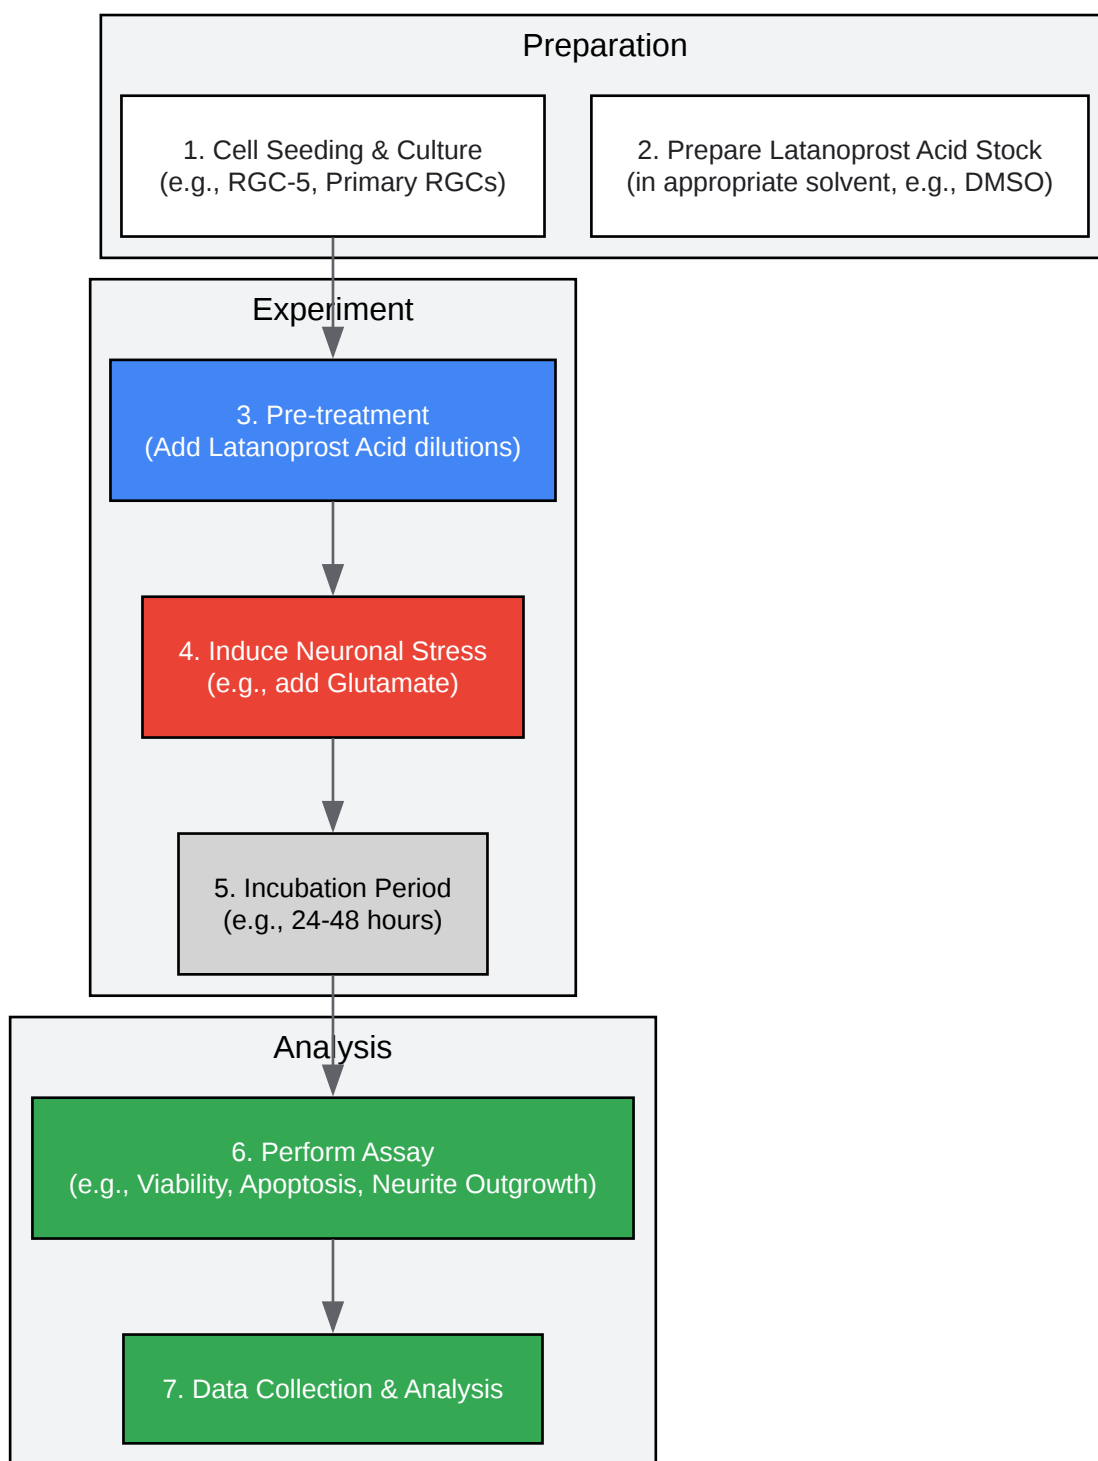 Preparation
1. Cell Seeding & Culture
(e.g., RGC-5, Primary RGCs)
2. Prepare Latanoprost Acid Stock
(in appropriate solvent, e.g., DMSO)
Experiment
3. Pre-treatment
(Add Latanoprost Acid dilutions)
4. Induce Neuronal Stress
(e.g., add Glutamate)
5. Incubation Period
(e.g., 24-48 hours)
Analysis
6. Perform Assay
(e.g., Viability, Apoptosis, Neurite Outgrowth)
7. Data Collection & Analysis